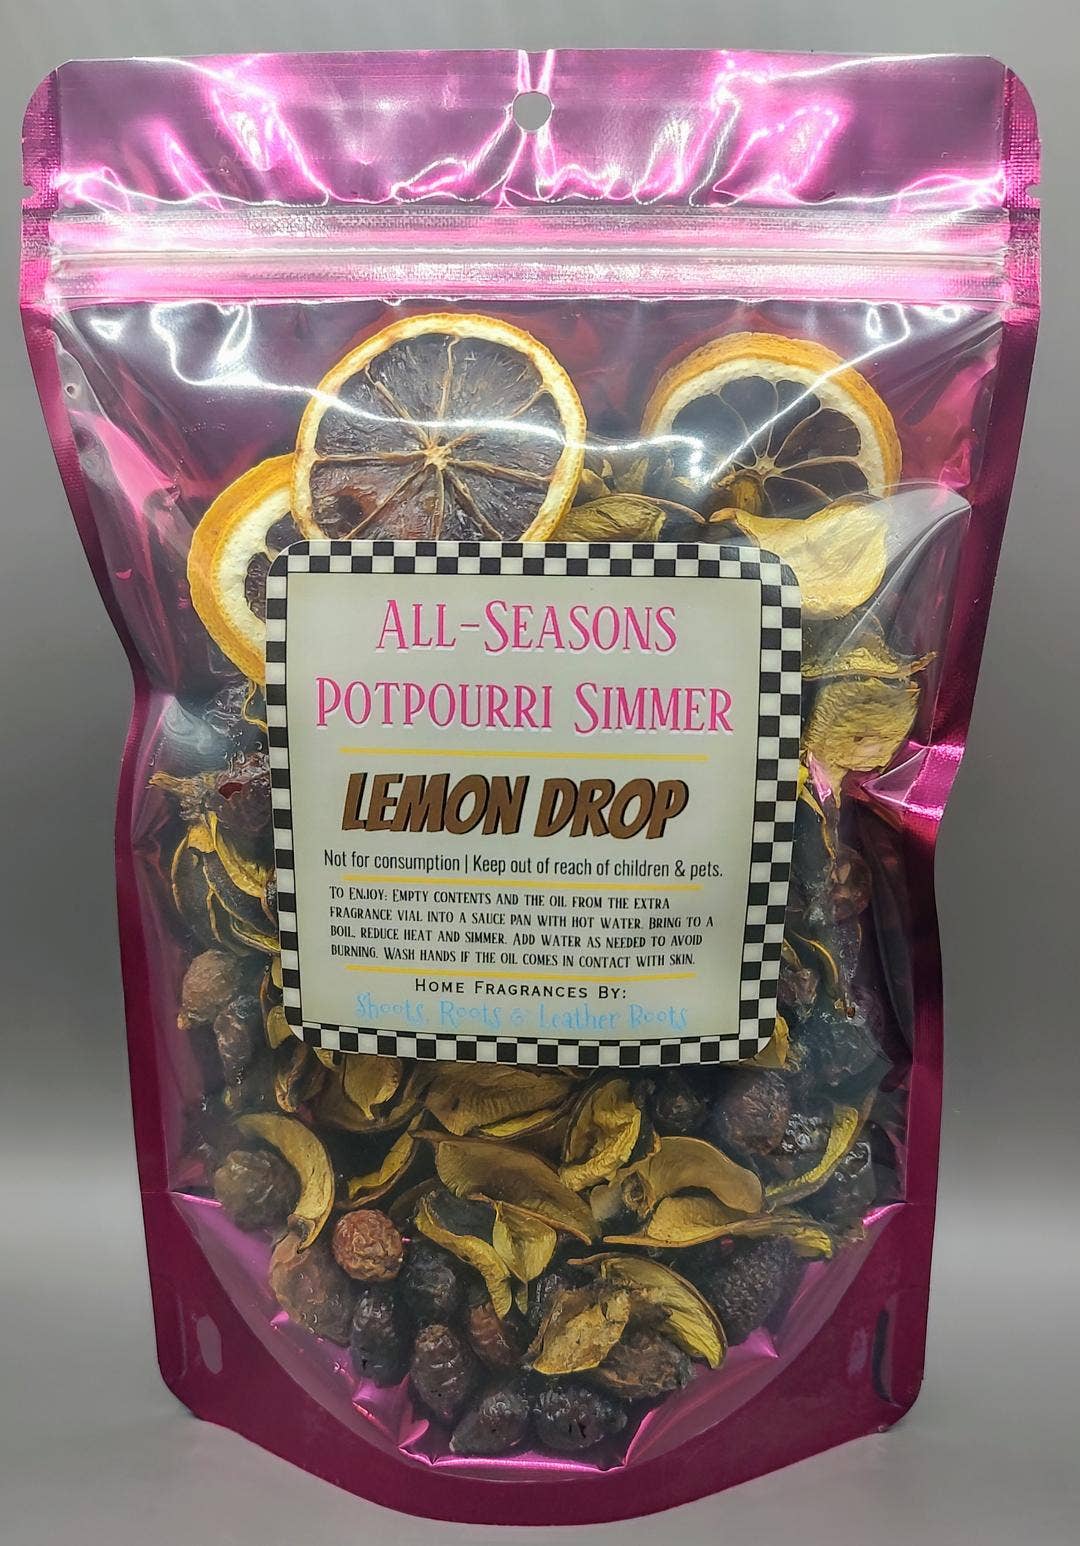 All-Seasons
Potpourri Simmer
LEMON DROP
Not for consumption | Keep out of reach of children & pets.
To Enjoy: Empty contents and the oil from the extra
fragrance vial into a sauce pan with hot water. Bring to a
boil, reduce heat and simmer. Add water as needed to avoid
burning. Wash hands if the oil comes in contact with skin.
Home Fragrances By:
Shoots, Roots & Leather Boots